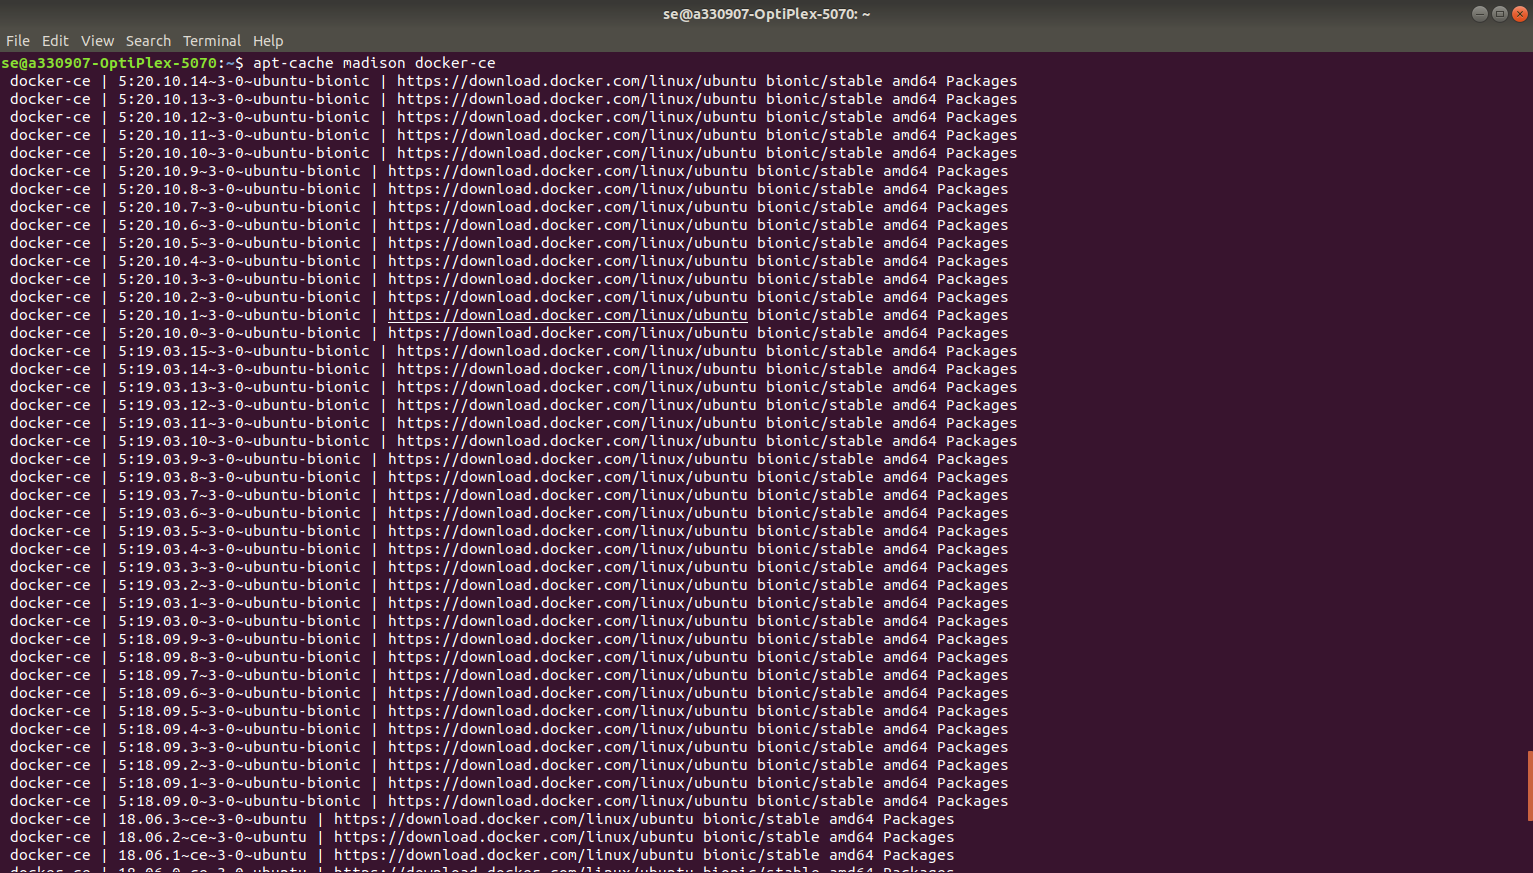 se@a330907-OptiPlex-5070: ~
File Edit View Search Terminal Help
se@a330907-OptiPlex-5070:~$ apt-cache madison docker-ce
docker-ce | 5:20.10.14~3-0~ubuntu-bionic | https://download.docker.com/linux/ubuntu bionic/stable amd64 Packages
docker-ce | 5:20.10.13~3-0~ubuntu-bionic | https://download.docker.com/linux/ubuntu bionic/stable amd64 Packages
docker-ce | 5:20.10.12~3-0~ubuntu-bionic | https://download.docker.com/linux/ubuntu bionic/stable amd64 Packages
docker-ce | 5:20.10.11~3-0~ubuntu-bionic | https://download.docker.com/linux/ubuntu bionic/stable amd64 Packages
docker-ce | 5:20.10.10~3-0~ubuntu-bionic | https://download.docker.com/linux/ubuntu bionic/stable amd64 Packages
docker-ce | 5:20.10.9~3-0~ubuntu-bionic | https://download.docker.com/linux/ubuntu bionic/stable amd64 Packages
docker-ce | 5:20.10.8~3-0~ubuntu-bionic | https://download.docker.com/linux/ubuntu bionic/stable amd64 Packages
docker-ce | 5:20.10.7~3-0~ubuntu-bionic | https://download.docker.com/linux/ubuntu bionic/stable amd64 Packages
docker-ce | 5:20.10.6~3-0~ubuntu-bionic | https://download.docker.com/linux/ubuntu bionic/stable amd64 Packages
docker-ce | 5:20.10.5~3-0~ubuntu-bionic | https://download.docker.com/linux/ubuntu bionic/stable amd64 Packages
docker-ce | 5:20.10.4~3-0~ubuntu-bionic | https://download.docker.com/linux/ubuntu bionic/stable amd64 Packages
docker-ce | 5:20.10.3~3-0~ubuntu-bionic | https://download.docker.com/linux/ubuntu bionic/stable amd64 Packages
docker-ce | 5:20.10.2~3-0~ubuntu-bionic | https://download.docker.com/linux/ubuntu bionic/stable amd64 Packages
docker-ce | 5:20.10.1~3-0~ubuntu-bionic | https://download.docker.com/linux/ubuntu bionic/stable amd64 Packages
docker-ce | 5:20.10.0~3-0~ubuntu-bionic | https://download.docker.com/linux/ubuntu bionic/stable amd64 Packages
docker-ce | 5:19.03.15~3-0~ubuntu-bionic | https://download.docker.com/linux/ubuntu bionic/stable amd64 Packages
docker-ce | 5:19.03.14~3-0~ubuntu-bionic | https://download.docker.com/linux/ubuntu bionic/stable amd64 Packages
docker-ce | 5:19.03.13~3-0~ubuntu-bionic | https://download.docker.com/linux/ubuntu bionic/stable amd64 Packages
docker-ce | 5:19.03.12~3-0~ubuntu-bionic | https://download.docker.com/linux/ubuntu bionic/stable amd64 Packages
docker-ce | 5:19.03.11~3-0~ubuntu-bionic | https://download.docker.com/linux/ubuntu bionic/stable amd64 Packages
docker-ce | 5:19.03.10~3-0~ubuntu-bionic | https://download.docker.com/linux/ubuntu bionic/stable amd64 Packages
docker-ce | 5:19.03.9~3-0~ubuntu-bionic | https://download.docker.com/linux/ubuntu bionic/stable amd64 Packages
docker-ce | 5:19.03.8~3-0~ubuntu-bionic | https://download.docker.com/linux/ubuntu bionic/stable amd64 Packages
docker-ce | 5:19.03.7~3-0~ubuntu-bionic | https://download.docker.com/linux/ubuntu bionic/stable amd64 Packages
docker-ce | 5:19.03.6~3-0~ubuntu-bionic | https://download.docker.com/linux/ubuntu bionic/stable amd64 Packages
docker-ce | 5:19.03.5~3-0~ubuntu-bionic | https://download.docker.com/linux/ubuntu bionic/stable amd64 Packages
docker-ce | 5:19.03.4~3-0~ubuntu-bionic | https://download.docker.com/linux/ubuntu bionic/stable amd64 Packages
docker-ce | 5:19.03.3~3-0~ubuntu-bionic | https://download.docker.com/linux/ubuntu bionic/stable amd64 Packages
docker-ce | 5:19.03.2~3-0~ubuntu-bionic | https://download.docker.com/linux/ubuntu bionic/stable amd64 Packages
docker-ce | 5:19.03.1~3-0~ubuntu-bionic | https://download.docker.com/linux/ubuntu bionic/stable amd64 Packages
docker-ce | 5:19.03.0~3-0~ubuntu-bionic | https://download.docker.com/linux/ubuntu bionic/stable amd64 Packages
docker-ce | 5:18.09.9~3-0~ubuntu-bionic | https://download.docker.com/linux/ubuntu bionic/stable amd64 Packages
docker-ce | 5:18.09.8~3-0~ubuntu-bionic | https://download.docker.com/linux/ubuntu bionic/stable amd64 Packages
docker-ce | 5:18.09.7~3-0~ubuntu-bionic | https://download.docker.com/linux/ubuntu bionic/stable amd64 Packages
docker-ce | 5:18.09.6~3-0~ubuntu-bionic | https://download.docker.com/linux/ubuntu bionic/stable amd64 Packages
docker-ce | 5:18.09.5~3-0~ubuntu-bionic | https://download.docker.com/linux/ubuntu bionic/stable amd64 Packages
docker-ce | 5:18.09.4~3-0~ubuntu-bionic | https://download.docker.com/linux/ubuntu bionic/stable amd64 Packages
docker-ce | 5:18.09.3~3-0~ubuntu-bionic | https://download.docker.com/linux/ubuntu bionic/stable amd64 Packages
docker-ce | 5:18.09.2~3-0~ubuntu-bionic | https://download.docker.com/linux/ubuntu bionic/stable amd64 Packages
docker-ce | 5:18.09.1~3-0~ubuntu-bionic | https://download.docker.com/linux/ubuntu bionic/stable amd64 Packages
docker-ce | 5:18.09.0~3-0~ubuntu-bionic | https://download.docker.com/linux/ubuntu bionic/stable amd64 Packages
docker-ce | 18.06.3~ce~3-0~ubuntu | https://download.docker.com/linux/ubuntu bionic/stable amd64 Packages
docker-ce | 18.06.2~ce~3-0~ubuntu | https://download.docker.com/linux/ubuntu bionic/stable amd64 Packages
docker-ce | 18.06.1~ce~3-0~ubuntu | https://download.docker.com/linux/ubuntu bionic/stable amd64 Packages